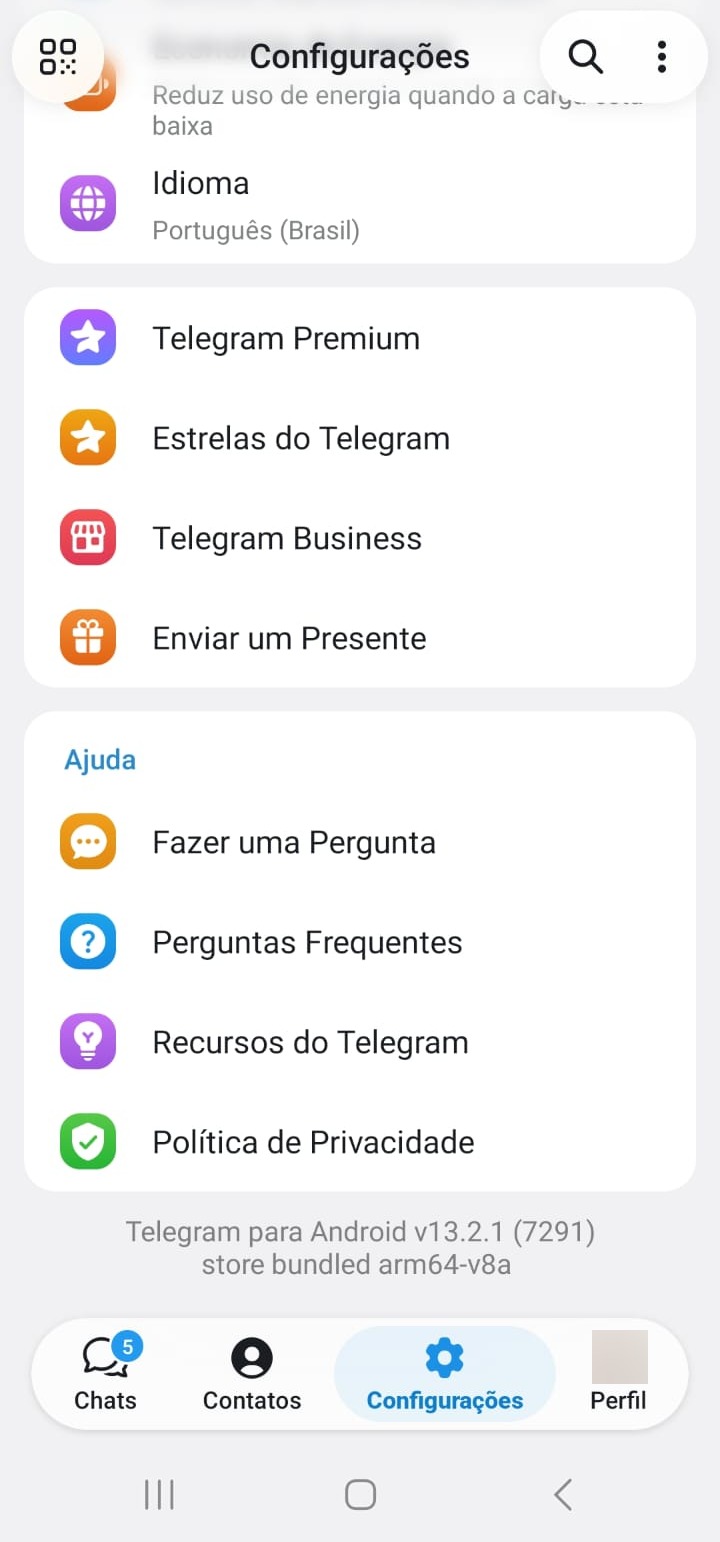 Configurações
Reduz uso de energia quando a carga está
baixa
Idioma
Português (Brasil)
Telegram Premium
Estrelas do Telegram
Telegram Business
Enviar um Presente
Ajuda
Fazer uma Pergunta
Perguntas Frequentes
Recursos do Telegram
Política de Privacidade
Telegram para Android v13.2.1 (7291)
store bundled arm64-v8a
5
Chats
Contatos
Configurações
Perfil